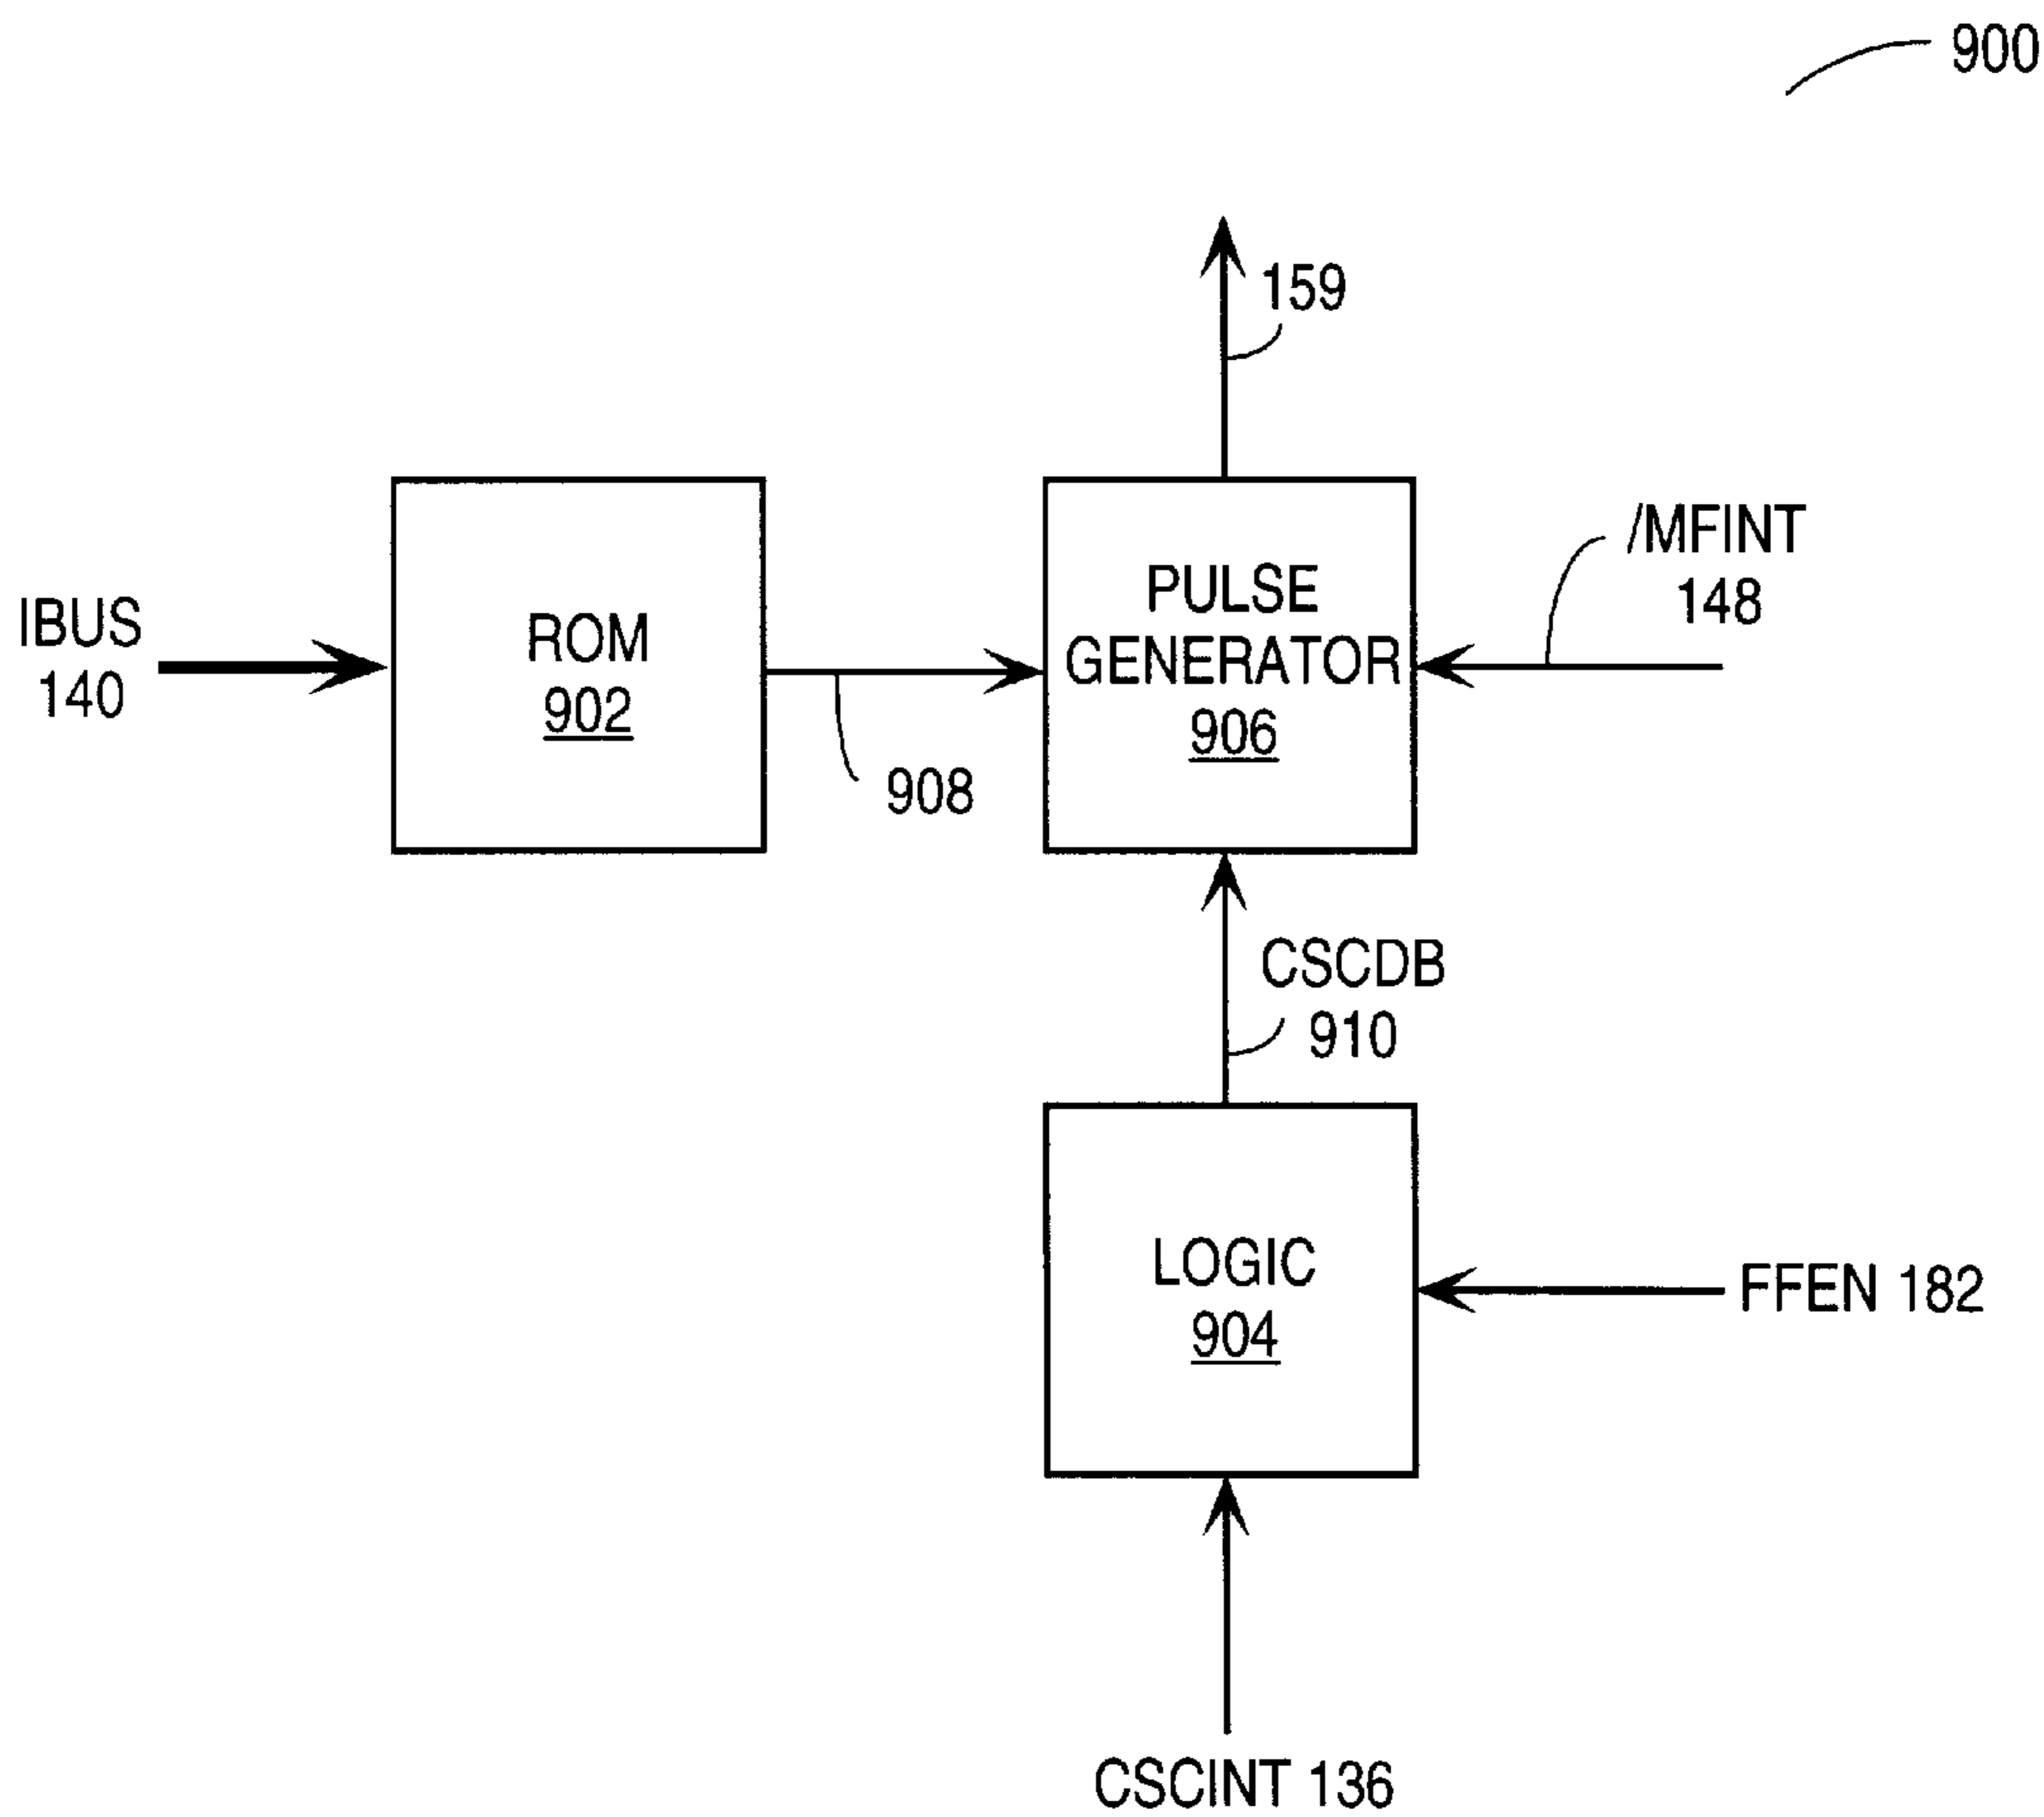 900
159
/MFINT
148
IBUS
140
ROM
902
PULSE
GENERATOR
906
908
CSCDB
910
LOGIC
904
FFEN 182
CSCINT 136